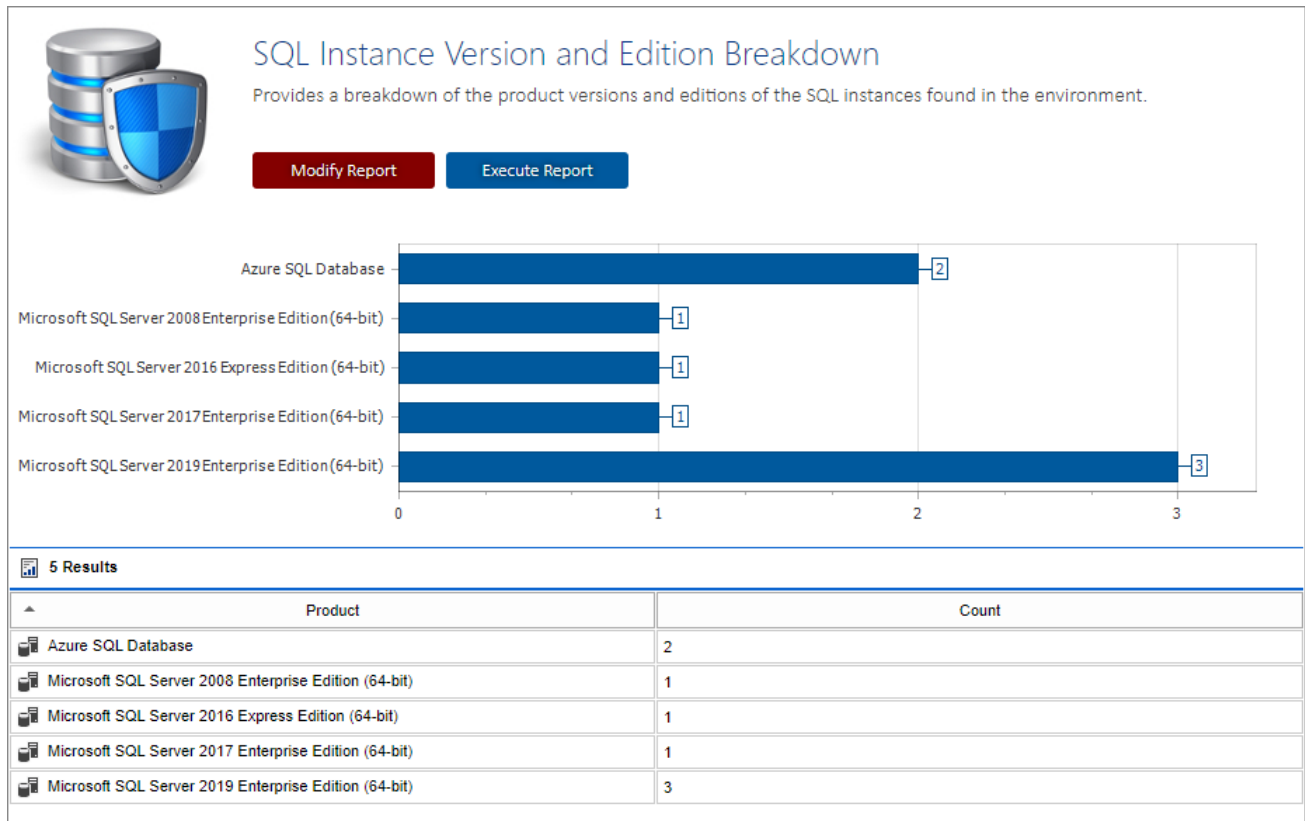 SQL Instance Version and Edition Breakdown
Provides a breakdown of the product versions and editions of the SQL instances found in the environment.
Modify Report Execute Report
Azure SQL Database 2
Microsoft SQL Server 2008 Enterprise Edition (64-bit) 1
Microsoft SQL Server 2016 Express Edition (64-bit) 1
Microsoft SQL Server 2017 Enterprise Edition (64-bit) 1
Microsoft SQL Server 2019 Enterprise Edition (64-bit) 3
0 1 2 3
5 Results
Product Count
Azure SQL Database 2
Microsoft SQL Server 2008 Enterprise Edition (64-bit) 1
Microsoft SQL Server 2016 Express Edition (64-bit) 1
Microsoft SQL Server 2017 Enterprise Edition (64-bit) 1
Microsoft SQL Server 2019 Enterprise Edition (64-bit) 3